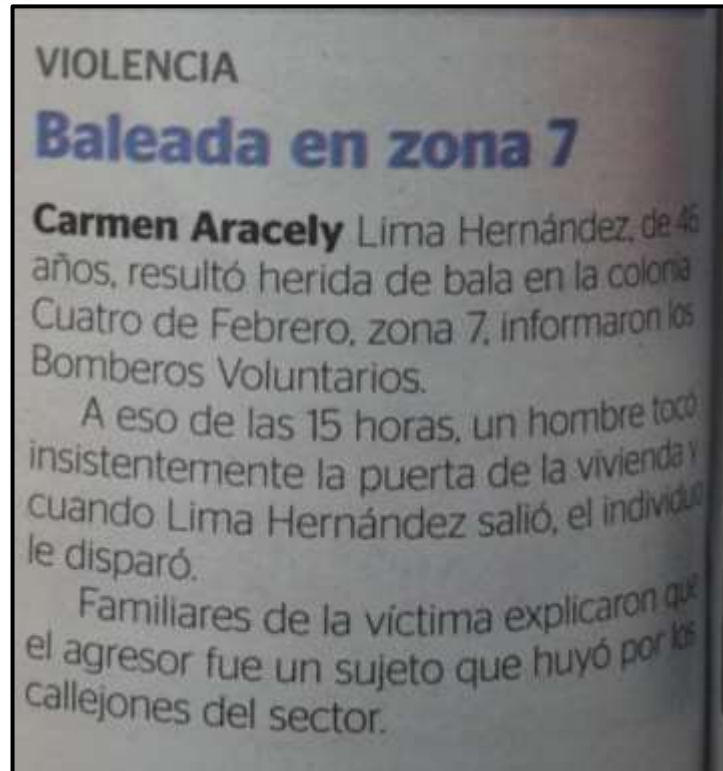 VIOLENCIA
Baleada en zona 7
Carmen Aracely Lima Hernández, de 46
años, resultó herida de bala en la colonia
Cuatro de Febrero, zona 7, informaron los
Bomberos Voluntarios.
A eso de las 15 horas, un hombre tocó
insistentemente la puerta de la vivienda y
cuando Lima Hernández salió, el individuo
le disparó.
Familiares de la víctima explicaron que
el agresor fue un sujeto que huyó por los
callejones del sector.